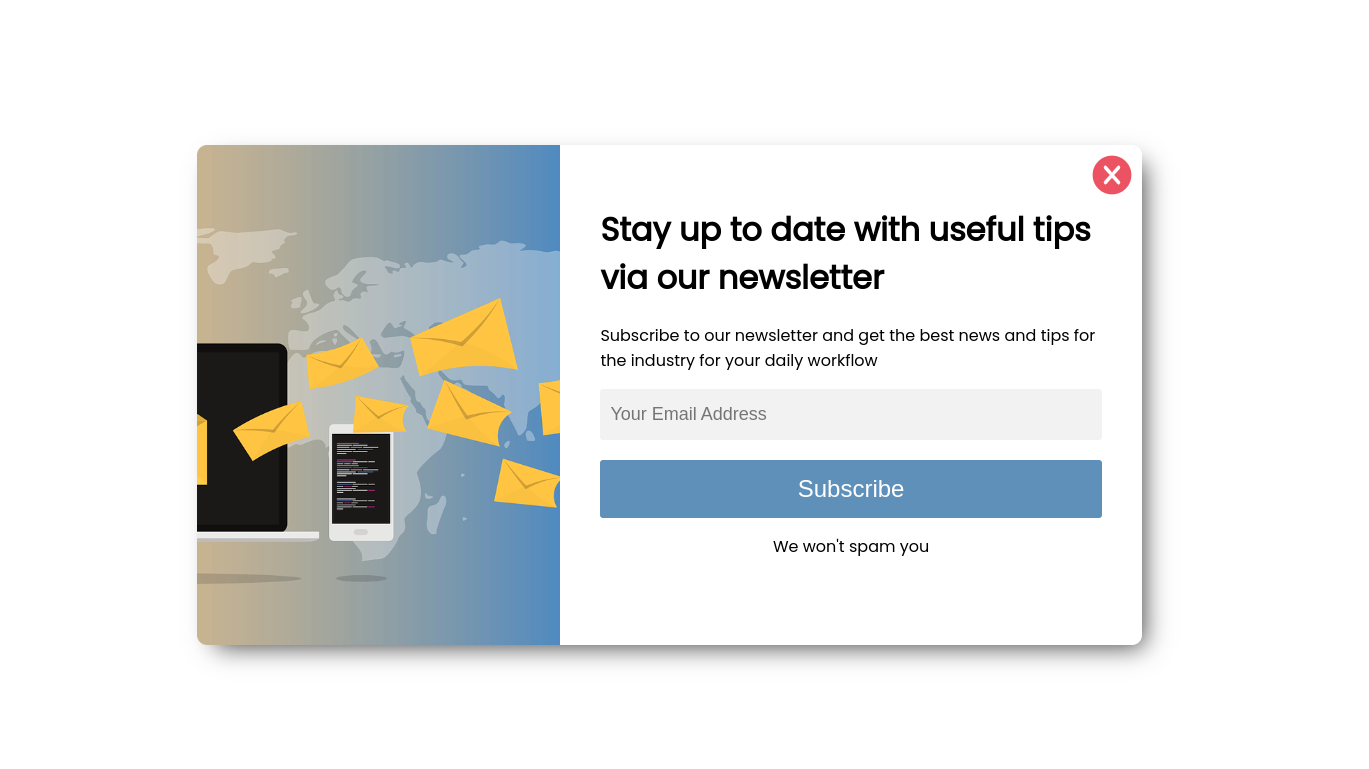 Stay up to date with useful tips
via our newsletter
Subscribe to our newsletter and get the best news and tips for
the industry for your daily workflow
Your Email Address
Subscribe
We won't spam you